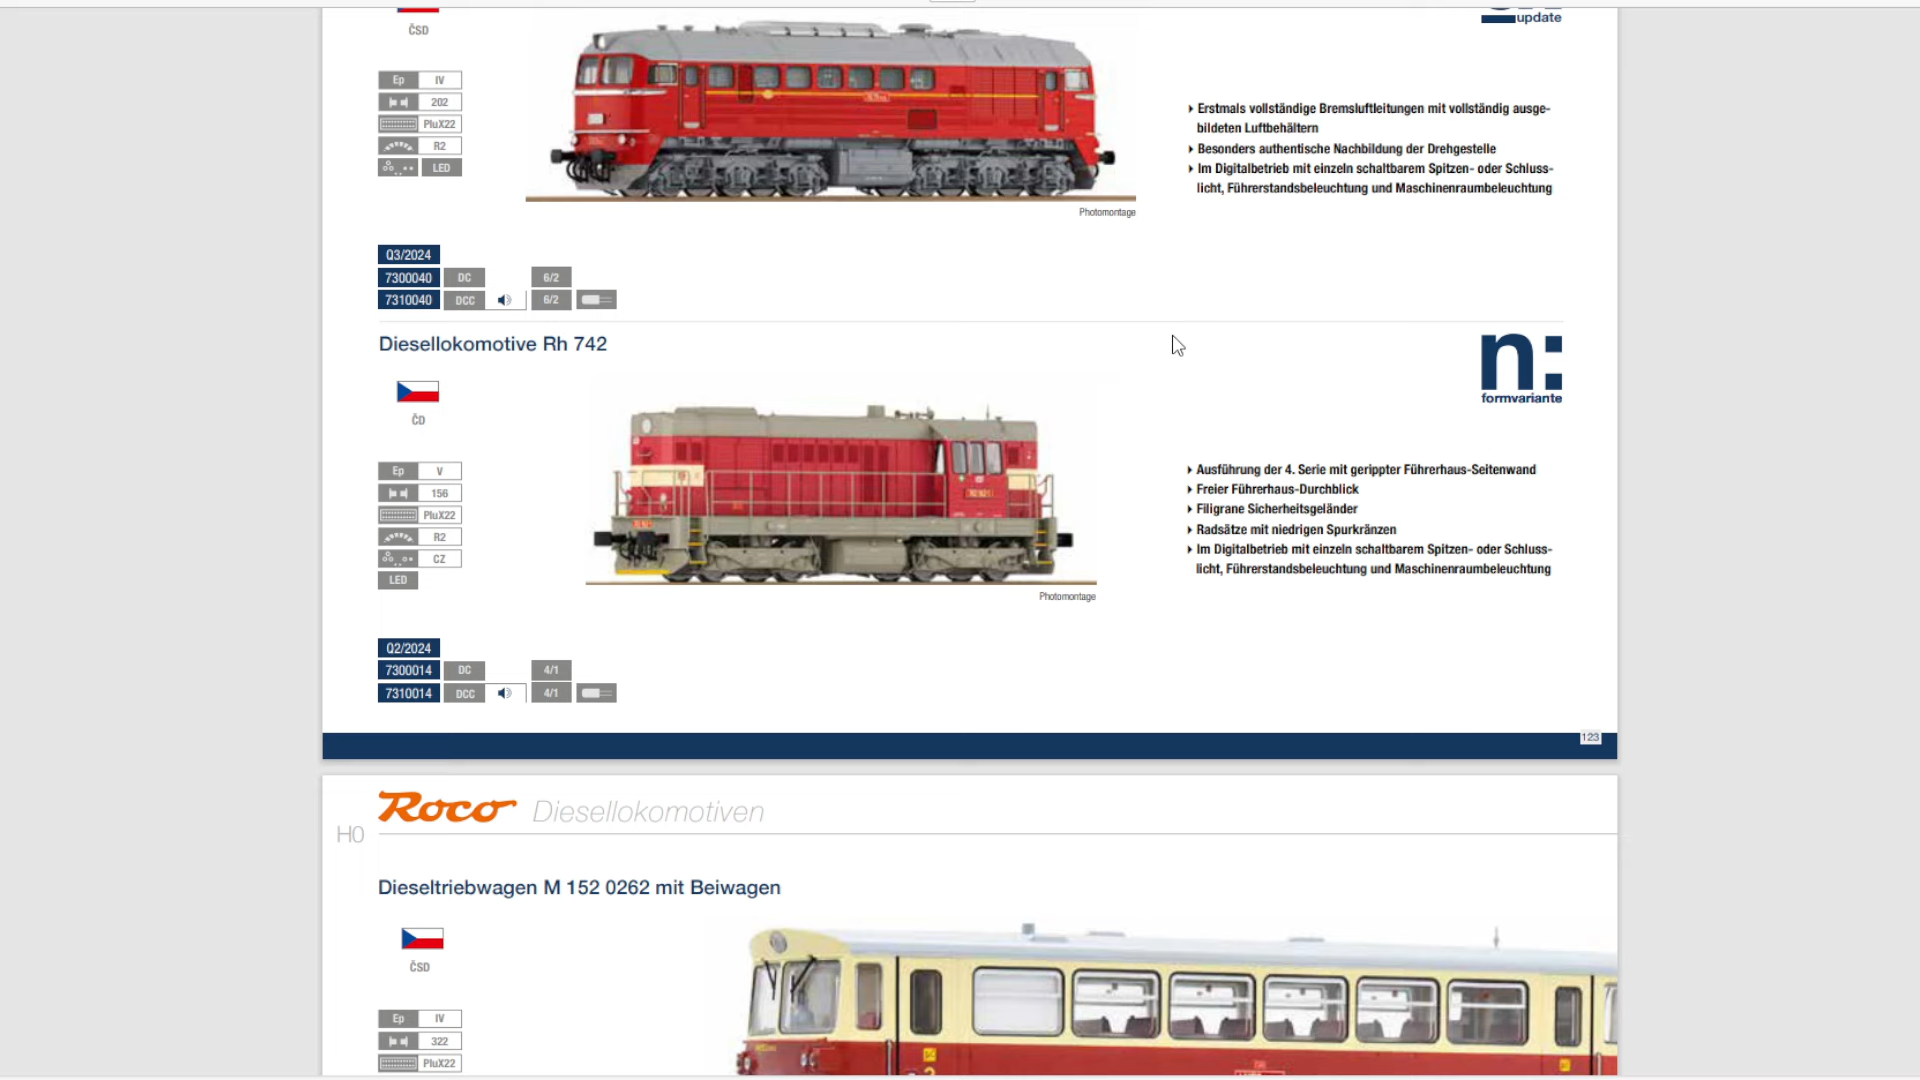 update
ČSD
Ep IV
202
PluX22
R2
LED
Erstmals vollständige Bremsluftleitungen mit vollständig ausge-
bildeten Luftbehältern
Besonders authentische Nachbildung der Drehgestelle
Im Digitalbetrieb mit einzeln schaltbarem Spitzen- oder Schluss-
licht, Führerstandsbeleuchtung und Maschinenraumbeleuchtung
Photomontage
Q3/2024
7300040 DC 6/2
7310040 DCC 6/2
Diesellokomotive Rh 742
n:
formvariante
ČD
Ep V
156
PluX22
R2
CZ
LED
Ausführung der 4. Serie mit gerippter Führerhaus-Seitenwand
Freier Führerhaus-Durchblick
Filigrane Sicherheitsgeländer
Radsätze mit niedrigen Spurkränzen
Im Digitalbetrieb mit einzeln schaltbarem Spitzen- oder Schluss-
licht, Führerstandsbeleuchtung und Maschinenraumbeleuchtung
Photomontage
Q2/2024
7300014 DC 4/1
7310014 DCC 4/1
123
Roco Diesellokomotiven
H0
Dieseltriebwagen M 152 0262 mit Beiwagen
ČSD
Ep IV
322
PluX22